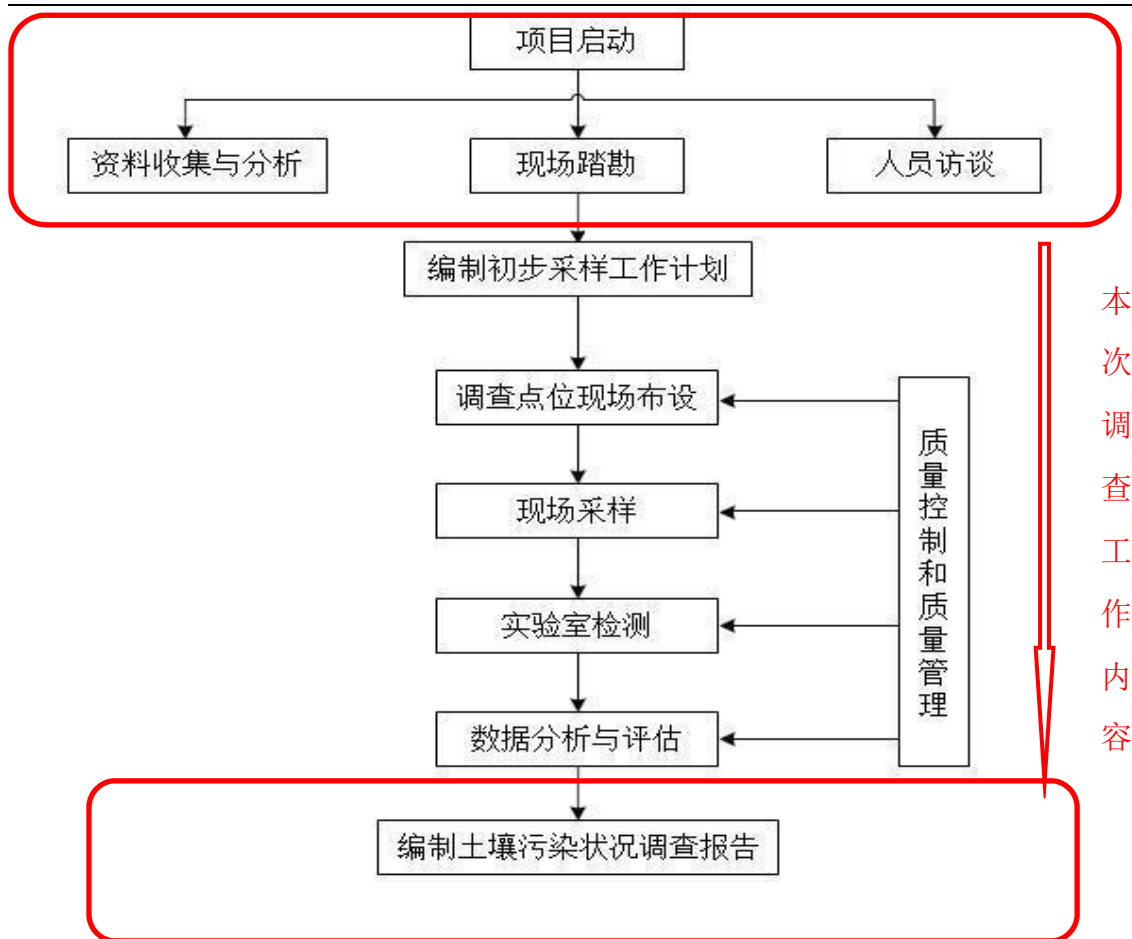 项目启动
资料收集与分析
现场踏勘
人员访谈
编制初步采样工作计划
调查点位现场布设
现场采样
实验室检测
数据分析与评估
质量控制和质量管理
编制土壤污染状况调查报告
本次调查工作内容